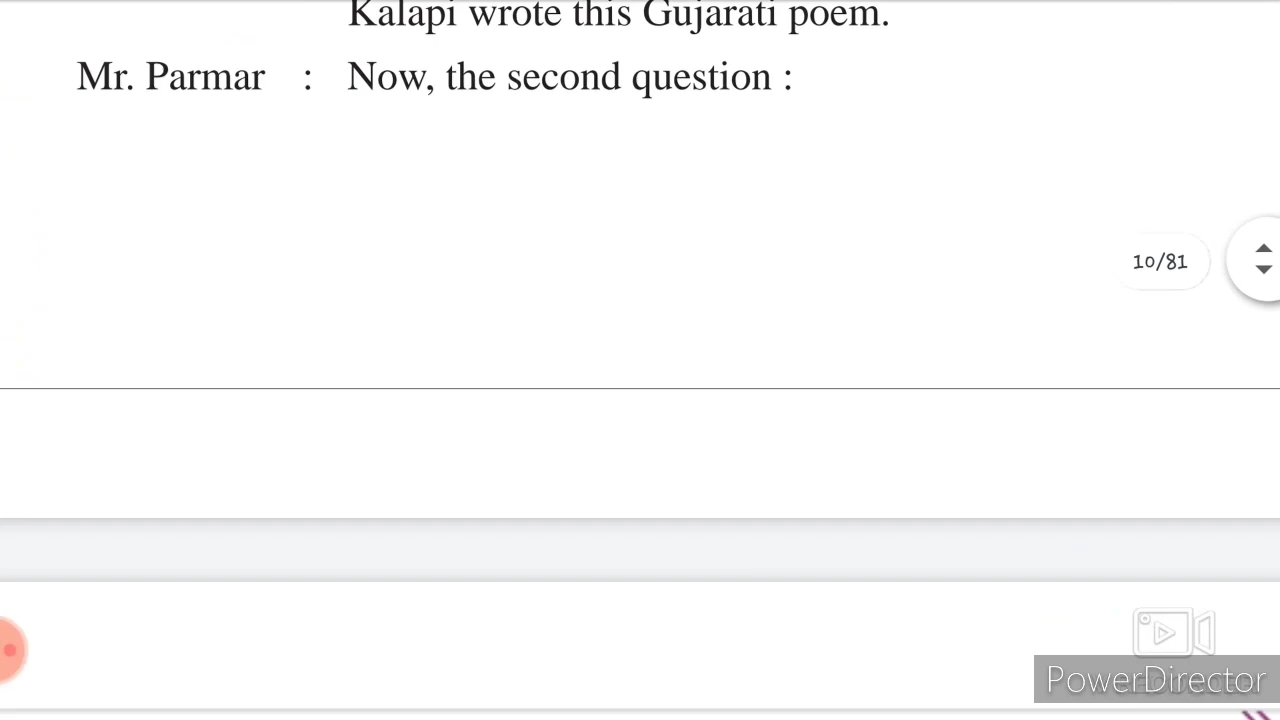 Kalapi wrote this Gujarati poem.
Mr. Parmar : Now, the second question :
10/81
PowerDirector